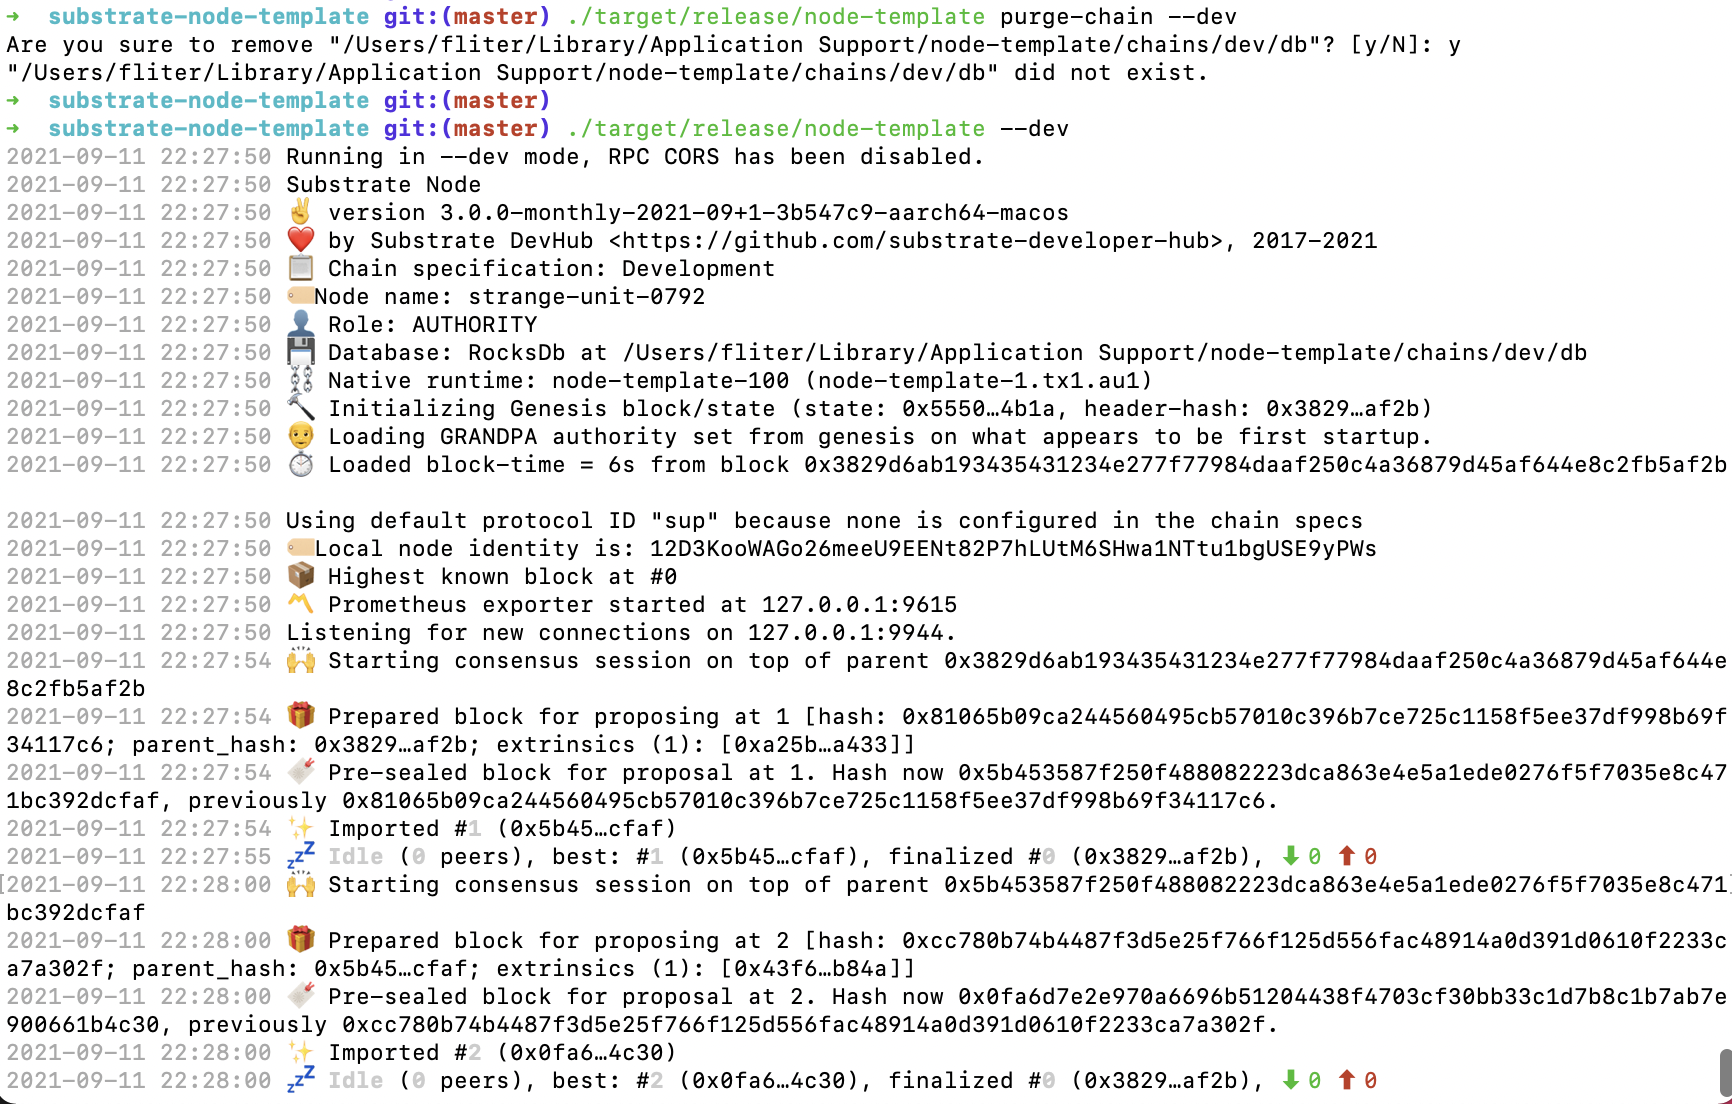 ➜  substrate-node-template git:(master) ./target/release/node-template purge-chain --dev
Are you sure to remove "/Users/fliter/Library/Application Support/node-template/chains/dev/db"? [y/N]: y
"/Users/fliter/Library/Application Support/node-template/chains/dev/db" did not exist.
➜  substrate-node-template git:(master)
➜  substrate-node-template git:(master) ./target/release/node-template --dev
2021-09-11 22:27:50 Running in --dev mode, RPC CORS has been disabled.
2021-09-11 22:27:50 Substrate Node
2021-09-11 22:27:50 ✌️ version 3.0.0-monthly-2021-09+1-3b547c9-aarch64-macos
2021-09-11 22:27:50 ❤️ by Substrate DevHub <https://github.com/substrate-developer-hub>, 2017-2021
2021-09-11 22:27:50 📋 Chain specification: Development
2021-09-11 22:27:50 🏷Node name: strange-unit-0792
2021-09-11 22:27:50 👤 Role: AUTHORITY
2021-09-11 22:27:50 💾 Database: RocksDb at /Users/fliter/Library/Application Support/node-template/chains/dev/db
2021-09-11 22:27:50 ⛓ Native runtime: node-template-100 (node-template-1.tx1.au1)
2021-09-11 22:27:50 🔨 Initializing Genesis block/state (state: 0x5550…4b1a, header-hash: 0x3829…af2b)
2021-09-11 22:27:50 👴 Loading GRANDPA authority set from genesis on what appears to be first startup.
2021-09-11 22:27:50 ⏱ Loaded block-time = 6s from block 0x3829d6ab193435431234e277f77984daaf250c4a36879d45af644e8c2fb5af2b
2021-09-11 22:27:50 Using default protocol ID "sup" because none is configured in the chain specs
2021-09-11 22:27:50 🏷Local node identity is: 12D3KooWAGo26meeU9EENt82P7hLUtM6SHwa1NTtu1bgUSE9yPWs
2021-09-11 22:27:50 📦 Highest known block at #0
2021-09-11 22:27:50 〽️ Prometheus exporter started at 127.0.0.1:9615
2021-09-11 22:27:50 Listening for new connections on 127.0.0.1:9944.
2021-09-11 22:27:54 🙌 Starting consensus session on top of parent 0x3829d6ab193435431234e277f77984daaf250c4a36879d45af644e
8c2fb5af2b
2021-09-11 22:27:54 🎁 Prepared block for proposing at 1 [hash: 0x81065b09ca244560495cb57010c396b7ce725c1158f5ee37df998b69f
34117c6; parent_hash: 0x3829…af2b; extrinsics (1): [0xa25b…a433]]
2021-09-11 22:27:54 🔖 Pre-sealed block for proposal at 1. Hash now 0x5b453587f250f488082223dca863e4e5a1ede0276f5f7035e8c47
1bc392dcfaf, previously 0x81065b09ca244560495cb57010c396b7ce725c1158f5ee37df998b69f34117c6.
2021-09-11 22:27:54 ✨ Imported #1 (0x5b45…cfaf)
2021-09-11 22:27:55 💤 Idle (0 peers), best: #1 (0x5b45…cfaf), finalized #0 (0x3829…af2b), ⬇ 0 ⬆ 0
[2021-09-11 22:28:00 🙌 Starting consensus session on top of parent 0x5b453587f250f488082223dca863e4e5a1ede0276f5f7035e8c471]
bc392dcfaf
2021-09-11 22:28:00 🎁 Prepared block for proposing at 2 [hash: 0xcc780b74b4487f3d5e25f766f125d556fac48914a0d391d0610f2233c
a7a302f; parent_hash: 0x5b45…cfaf; extrinsics (1): [0x43f6…b84a]]
2021-09-11 22:28:00 🔖 Pre-sealed block for proposal at 2. Hash now 0x0fa6d7e2e970a6696b51204438f4703cf30bb33c1d7b8c1b7ab7e
900661b4c30, previously 0xcc780b74b4487f3d5e25f766f125d556fac48914a0d391d0610f2233ca7a302f.
2021-09-11 22:28:00 ✨ Imported #2 (0x0fa6…4c30)
2021-09-11 22:28:00 💤 Idle (0 peers), best: #2 (0x0fa6…4c30), finalized #0 (0x3829…af2b), ⬇ 0 ⬆ 0